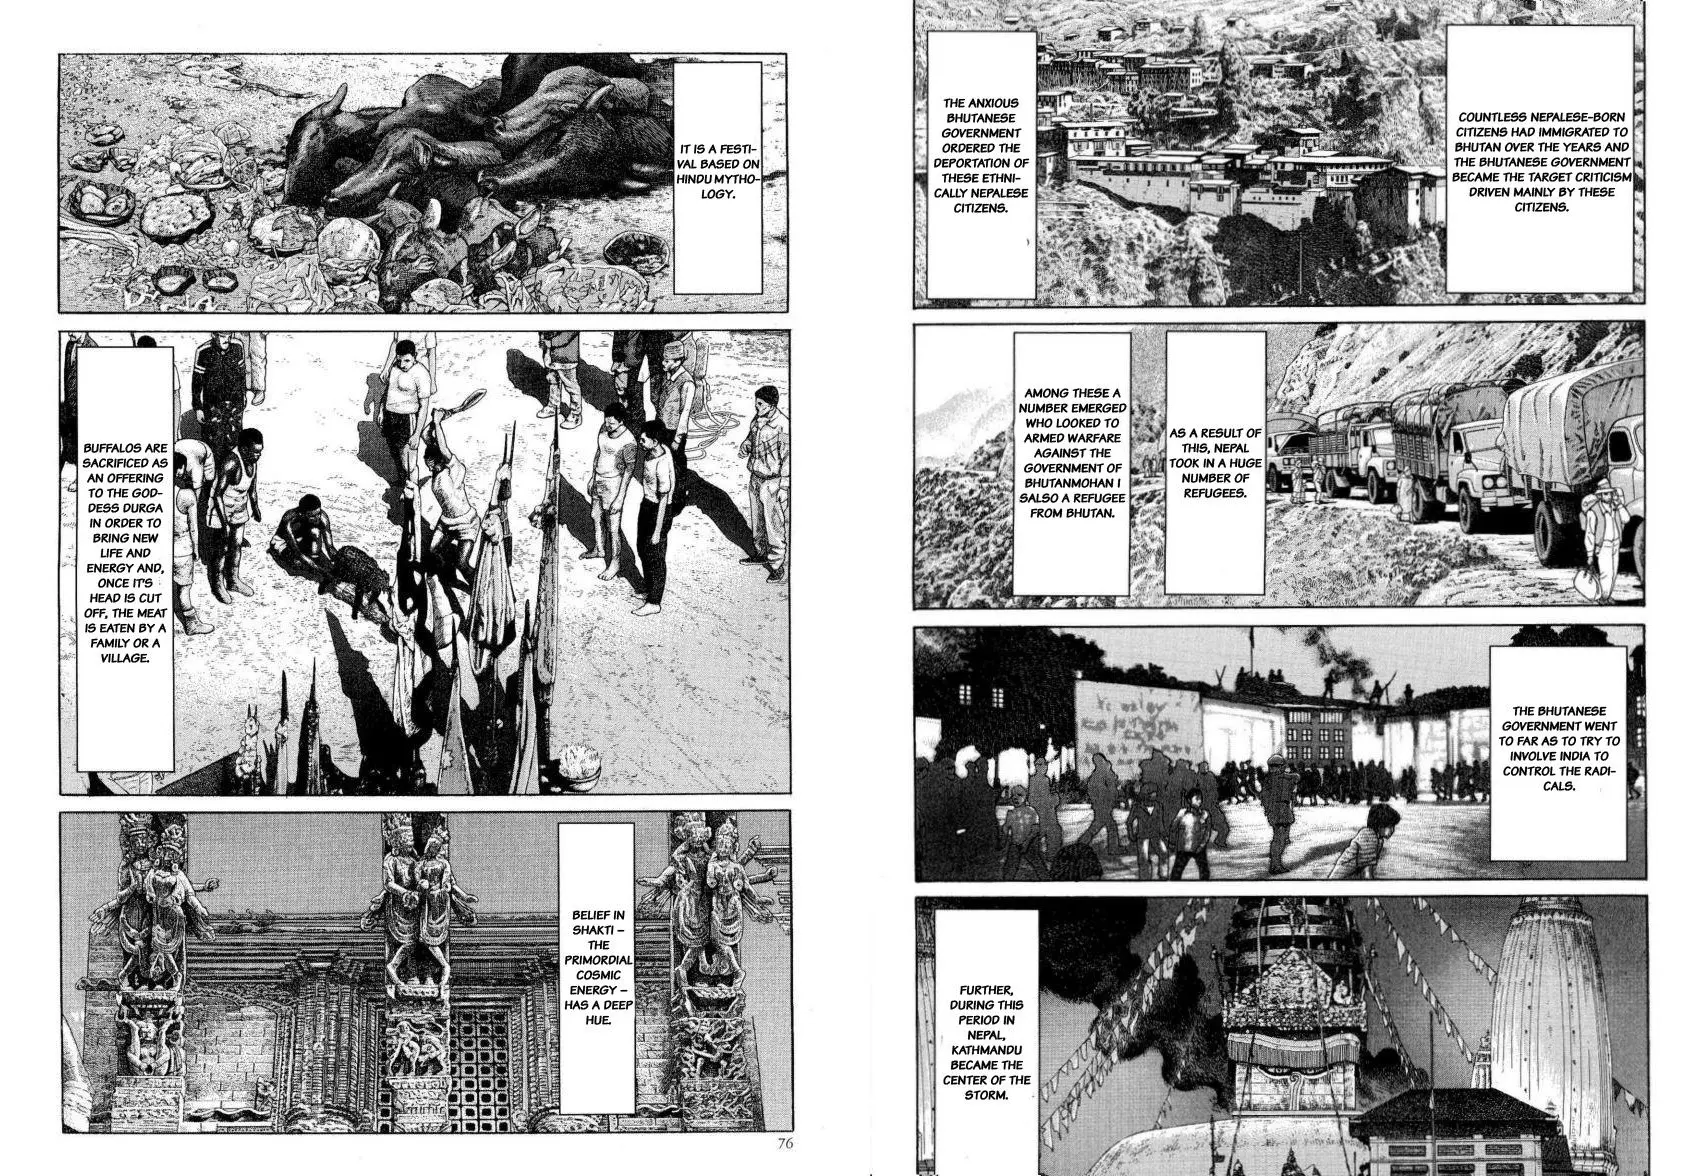 COUNTLESS NEPALESE-BORN
CITIZENS HAD IMMIGRATED TO
BHUTAN OVER THE YEARS AND
THE BHUTANESE GOVERNMENT
BECAME THE TARGET CRITICISM
DRIVEN MAINLY BY THESE
CITIZENS.
THE ANXIOUS
BHUTANESE
GOVERNMENT
ORDERED THE
DEPORTATION OF
THESE ETHNI-
CALLY NEPALESE
CITIZENS.
AS A RESULT OF
THIS, NEPAL
TOOK IN A HUGE
NUMBER OF
REFUGEES.
AMONG THESE A
NUMBER EMERGED
WHO LOOKED TO
ARMED WARFARE
AGAINST THE
GOVERNMENT OF
BHUTANMOHAN I
SALSO A REFUGEE
FROM BHUTAN.
THE BHUTANESE
GOVERNMENT WENT
TO FAR AS TO TRY TO
INVOLVE INDIA TO
CONTROL THE RADI-
CALS.
FURTHER,
DURING THIS
PERIOD IN
NEPAL,
KATHMANDU
BECAME THE
CENTER OF THE
STORM.
IT IS A FESTI-
VAL BASED ON
HINDU MYTHO-
LOGY.
BUFFALOS ARE
SACRIFICED AS
AN OFFERING
TO THE GOD-
DESS DURGA
IN ORDER TO
BRING NEW
LIFE AND
ENERGY AND,
ONCE IT'S
HEAD IS CUT
OFF, THE MEAT
IS EATEN BY A
FAMILY OR A
VILLAGE.
BELIEF IN
SHAKTI –
THE
PRIMORDIAL
COSMIC
ENERGY –
HAS A DEEP
HUE.
76